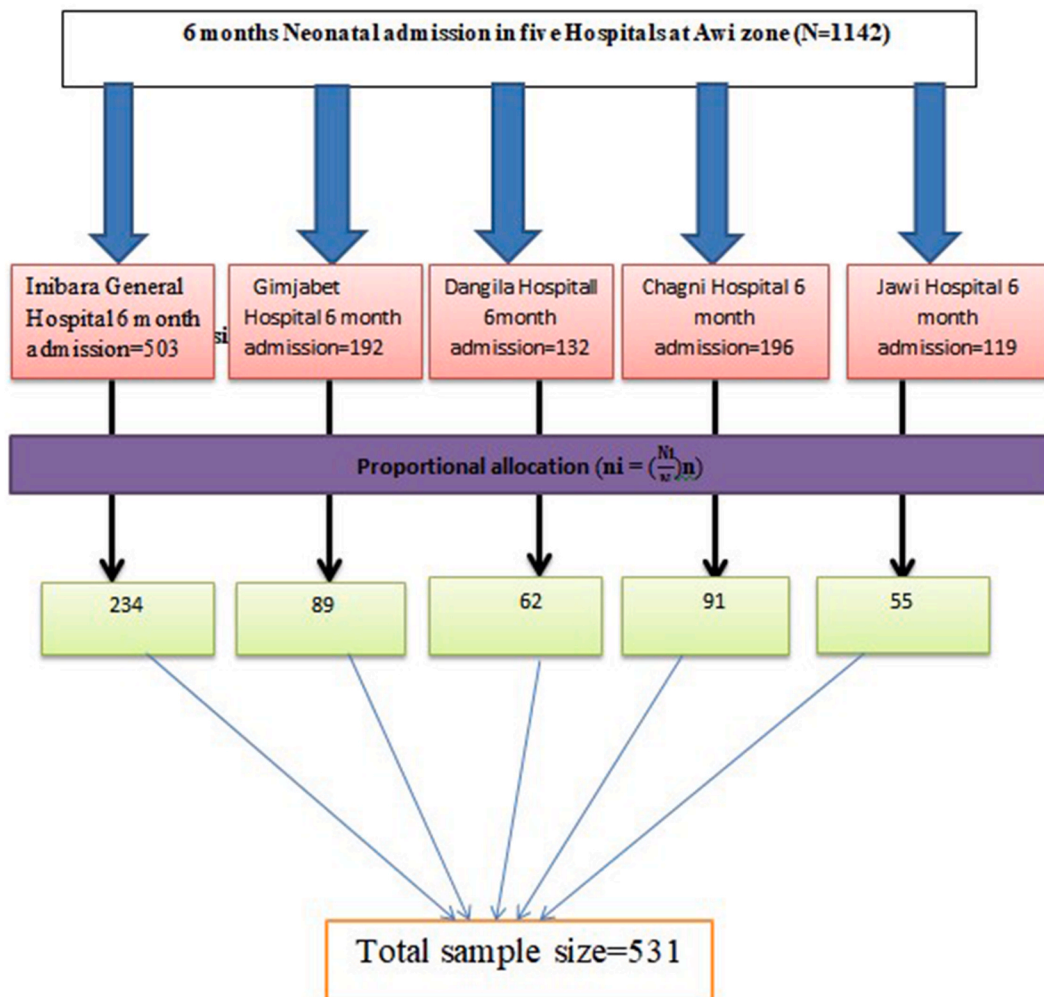 6 months Neonatal admission in five Hospitals at Awi zone (N=1142)
Inibara General
Hospital 6 month
admission=503
si
Gimjabet
Hospital 6 month
admission=192
Dangila Hospitall
6month
admission=132
Chagni Hospital 6
month
admission=196
Jawi Hospital 6
month
admission=119
Proportional allocation (ni = (Ni/N)n)
234
89
62
91
55
Total sample size=531